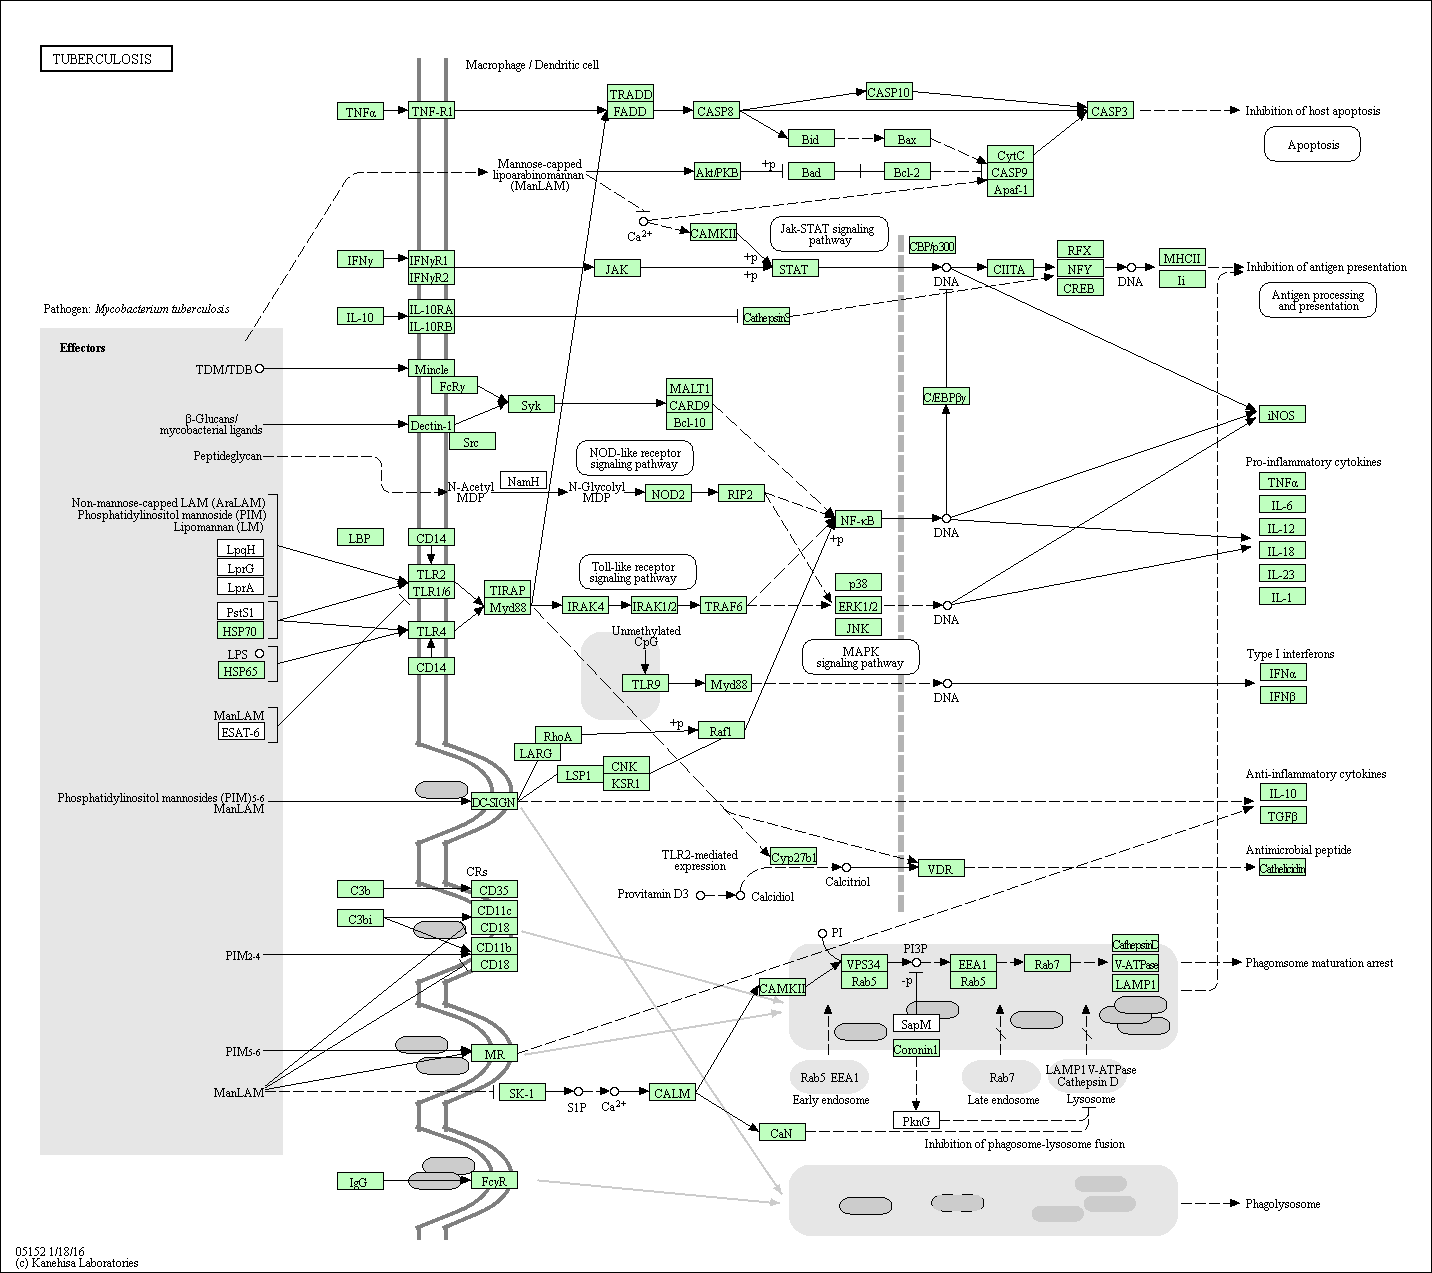 TUBERCULOSIS
Macrophage / Dendritic cell
TNFα
TNF-R1
TRADD
FADD
CASP8
CASP10
CASP3
Inhibition of host apoptosis
Bid
Bax
Apoptosis
CytC
CASP9
Apaf-1
Mannose-capped
lipoarabinomannan
(ManLAM)
Akt/PKB
+p
Bad
Bcl-2
Ca2+
CAMKII
Jak-STAT signaling
pathway
IFNγ
IFNγR1
IFNγR2
JAK
+p
+p
STAT
CBP/p300
DNA
CIITA
RFX
NFY
CREB
DNA
MHCII
Ii
Inhibition of antigen presentation
Antigen processing
and presentation
Pathogen: Mycobacterium tuberculosis
IL-10
IL-10RA
IL-10RB
CathepsinS
Effectors
TDM/TDB
Mincle
FcRγ
Syk
MALT1
CARD9
Bcl-10
C/EBPβγ
iNOS
β-Glucans/
mycobacterial ligands
Dectin-1
Src
Peptideglycan
NOD-like receptor
signaling pathway
Pro-inflammatory cytokines
TNFα
IL-6
IL-12
IL-18
IL-23
IL-1
N-Acetyl
MDP
NamH
N-Glycolyl
MDP
NOD2
RIP2
NF-κB
+p
DNA
Non-mannose-capped LAM (AraLAM)
Phosphatidylinositol mannoside (PIM)
Lipomannan (LM)
LpqH
LprG
LprA
LBP
CD14
TLR2
TLR1/6
TIRAP
Myd88
Toll-like receptor
signaling pathway
IRAK4
IRAK1/2
TRAF6
p38
ERK1/2
JNK
DNA
PstS1
HSP70
TLR4
Unmethylated
CpG
MAPK
signaling pathway
LPS
HSP65
CD14
TLR9
Myd88
DNA
Type I interferons
IFNα
IFNβ
ManLAM
ESAT-6
RhoA
LARG
+p
Raf1
LSP1
CNK
KSR1
Phosphatidylinositol mannosides (PIM)5-6
ManLAM
DC-SIGN
Anti-inflammatory cytokines
IL-10
TGFβ
TLR2-mediated
expression
Cyp27b1
Calcitriol
VDR
Antimicrobial peptide
Cathelicidin
Provitamin D3
Calcidiol
CRs
C3b
CD35
C3bi
CD11c
CD18
CD11b
CD18
PIM2-4
PI
PI3P
VPS34
Rab5
EEA1
Rab5
Rab7
CathepsinD
V-ATPase
LAMP1
Phagomsome maturation arrest
CAMKII
-p
SapM
Coronin1
PIM5-6
MR
ManLAM
SK-1
S1P
Ca2+
CALM
Rab5 EEA1
Early endosome
Rab7
Late endosome
LAMP1V-ATPase
Cathepsin D
Lysosome
PknG
CaN
Inhibition of phagosome-lysosome fusion
IgG
FcγR
Phagolysosome
05152 1/18/16
(c) Kanehisa Laboratories